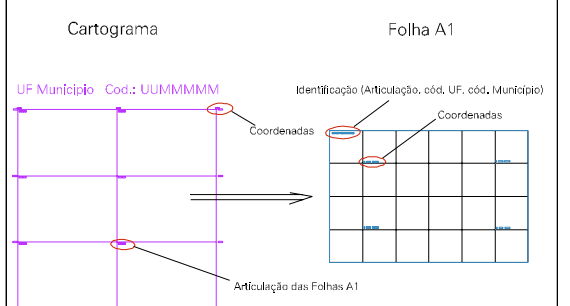 Cartograma
Folha A1
UF Município Cod.: UUMMMMM
Identificação (Articulação, cód. UF, cód. Município)
Coordenadas
Coordenadas
Articulação das Folhas A1